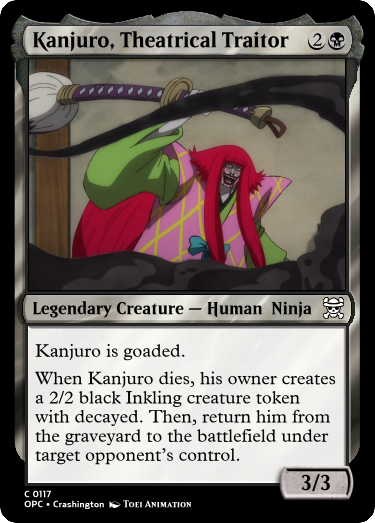 Kanjuro, Theatrical Traitor 2
Legendary Creature — Human Ninja
Kanjuro is goaded.
When Kanjuro dies, his owner creates
a 2/2 black Inkling creature token
with decayed. Then, return him from
the graveyard to the battlefield under
target opponent's control.
3/3
C 0117
OPC • Crashington TOEI ANIMATION